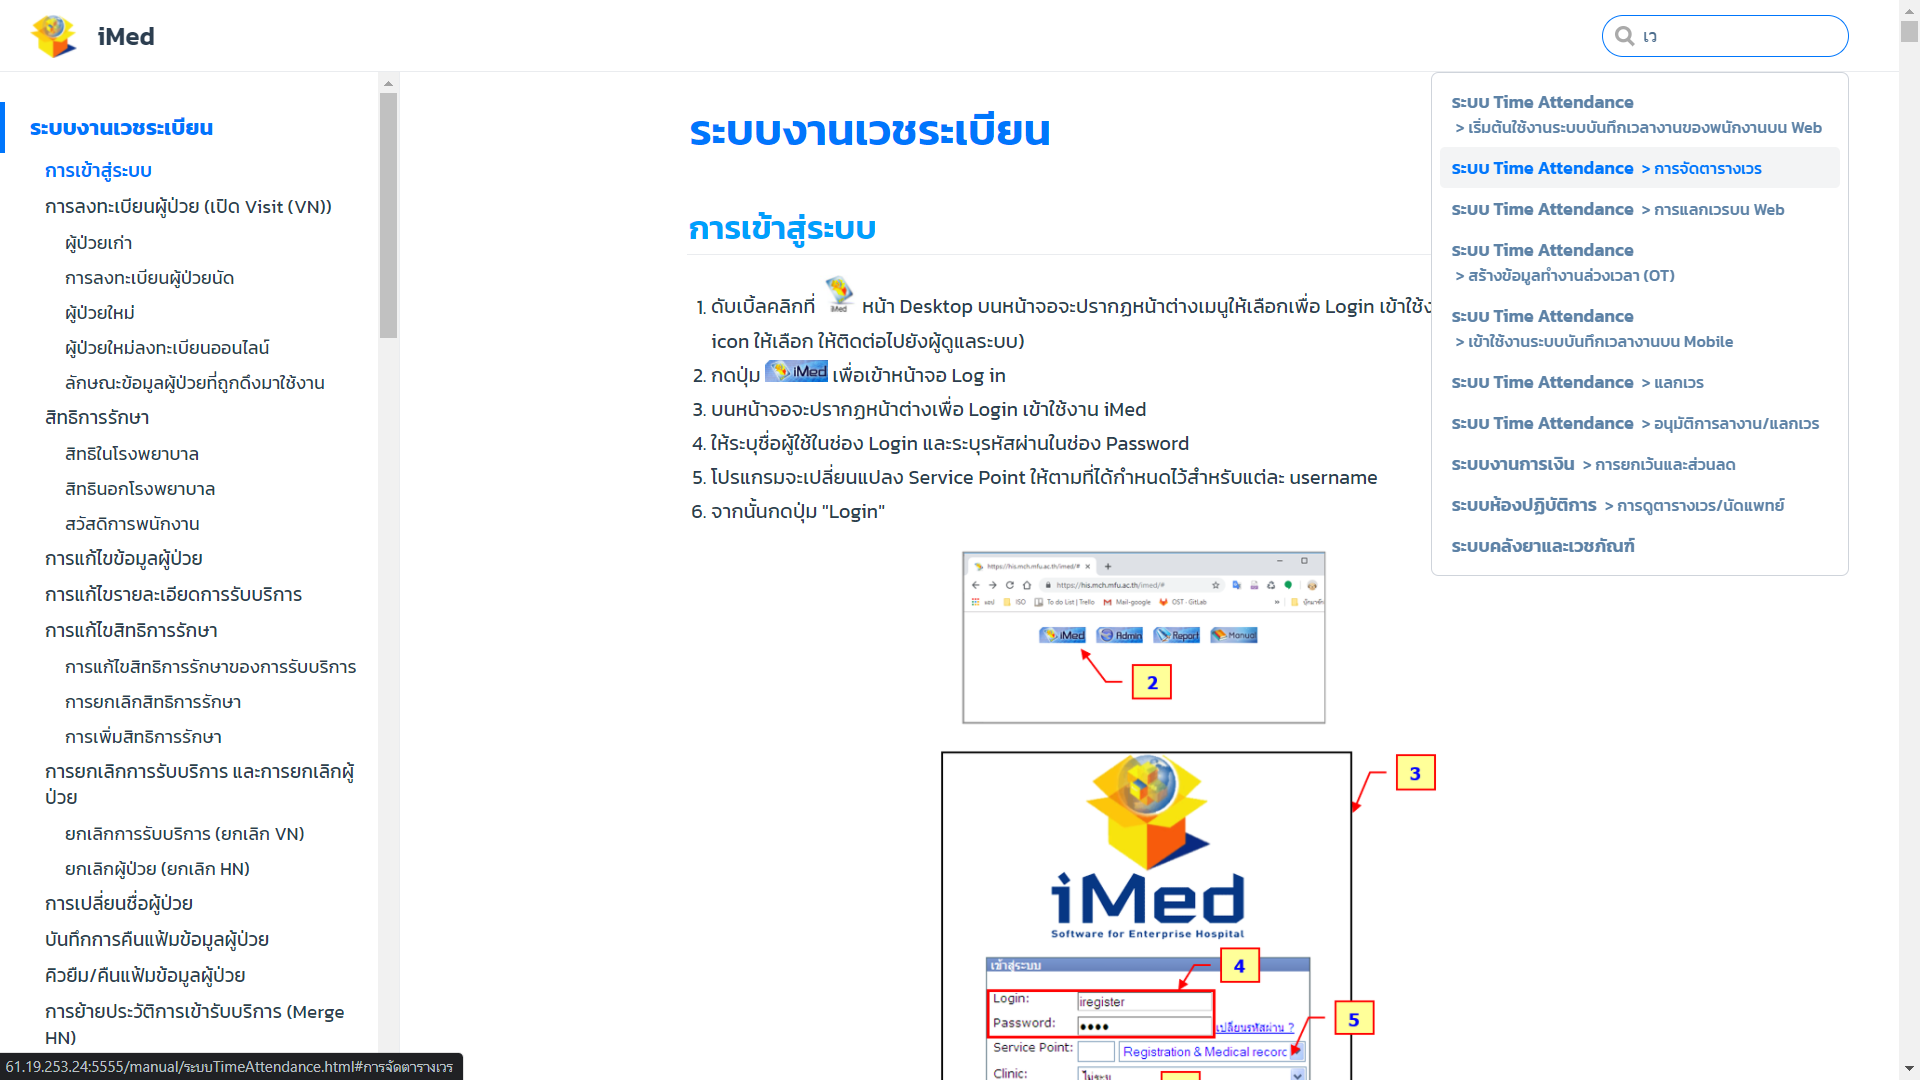 iMed
เว
ระบบงานเวชระเบียน
การเข้าสู่ระบบ
การลงทะเบียนผู้ป่วย (เปิด Visit (VN))
ผู้ป่วยเก่า
การลงทะเบียนผู้ป่วยนัด
ผู้ป่วยใหม่
ผู้ป่วยใหม่ลงทะเบียนออนไลน์
ลักษณะข้อมูลผู้ป่วยที่ถูกดึงมาใช้งาน
สิทธิการรักษา
สิทธิในโรงพยาบาล
สิทธินอกโรงพยาบาล
สวัสดิการพนักงาน
การแก้ไขข้อมูลผู้ป่วย
การแก้ไขรายละเอียดการรับบริการ
การแก้ไขสิทธิการรักษา
การแก้ไขสิทธิการรักษาของการรับบริการ
การยกเลิกสิทธิการรักษา
การเพิ่มสิทธิการรักษา
การยกเลิกการรับบริการ และการยกเลิกผู้
ป่วย
ยกเลิกการรับบริการ (ยกเลิก VN)
ยกเลิกผู้ป่วย (ยกเลิก HN)
การเปลี่ยนชื่อผู้ป่วย
บันทึกการคืนแฟ้มข้อมูลผู้ป่วย
คิวยืม/คืนแฟ้มข้อมูลผู้ป่วย
การย้ายประวัติการเข้ารับบริการ (Merge
HN)
61.19.253.24:5555/manual/ระบบTimeAttendance.html#การจัดตารางเวร
ระบบงานเวชระเบียน
การเข้าสู่ระบบ
1. ดับเบิ้ลคลิกที่ iMed หน้า Desktop บนหน้าจอจะปรากฏหน้าต่างเมนูให้เลือกเพื่อ Login เข้าใช้ง
icon ให้เลือก ให้ติดต่อไปยังผู้ดูแลระบบ)
2. กดปุ่ม iMed เพื่อเข้าหน้าจอ Log in
3. บนหน้าจอจะปรากฏหน้าต่างเพื่อ Login เข้าใช้งาน iMed
4. ให้ระบุชื่อผู้ใช้ในช่อง Login และระบุรหัสผ่านในช่อง Password
5. โปรแกรมจะเปลี่ยนแปลง Service Point ให้ตามที่ได้กำหนดไว้สำหรับแต่ละ username
6. จากนั้นกดปุ่ม "Login"
ระบบ Time Attendance
> เริ่มต้นใช้งานระบบบันทึกเวลางานของพนักงานบน Web
ระบบ Time Attendance > การจัดตารางเวร
ระบบ Time Attendance > การแลกเวรบน Web
ระบบ Time Attendance
> สร้างข้อมูลทำงานล่วงเวลา (OT)
ระบบ Time Attendance
> เข้าใช้งานระบบบันทึกเวลางานบน Mobile
ระบบ Time Attendance > แลกเวร
ระบบ Time Attendance > อนุมัติการลางาน/แลกเวร
ระบบงานการเงิน > การยกเว้นและส่วนลด
ระบบห้องปฏิบัติการ > การดูตารางเวร/นัดแพทย์
ระบบคลังยาและเวชภัณฑ์
https://his.mch.mfu.ac.th/imed/#
https://his.mch.mfu.ac.th/imed/#
แอป ISO To do List | Trello Mail-google OST · GitLab
iMed Admin Report Manual
2
3
iMed
Software for Enterprise Hospital
เข้าสู่ระบบ
4
Login: iregister
Password: เปลี่ยนรหัสผ่าน ?
5
Service Point: Registration & Medical record
Clinic: ไม่ระบุ